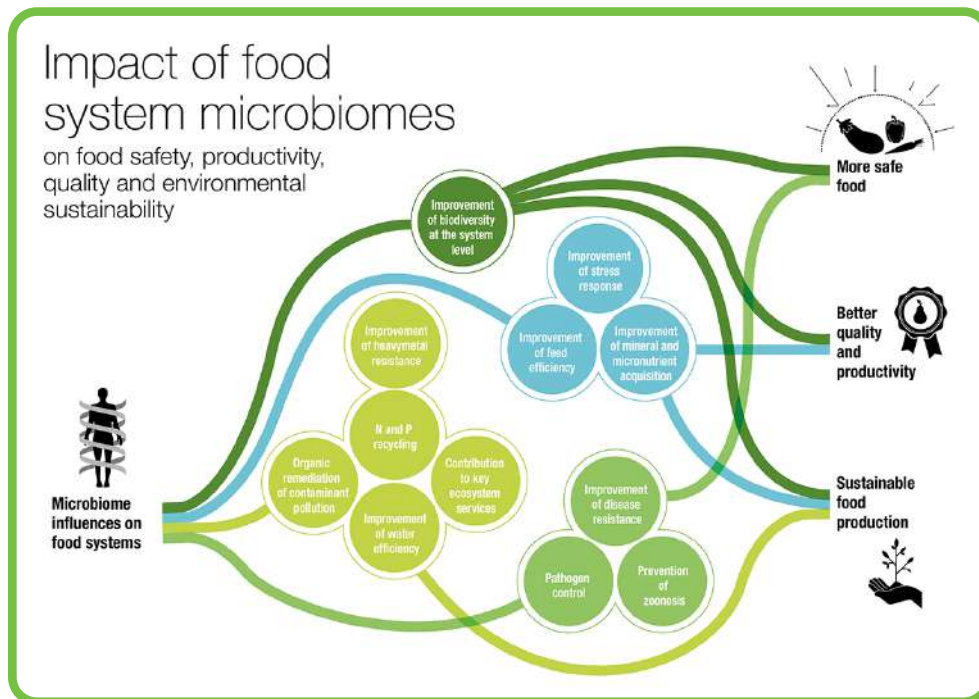 Impact of food
system microbiomes
on food safety, productivity,
quality and environmental
sustainability
Improvement
of biodiversity
at the system
level
Improvement
of stress
response
Improvement
of feed
efficiency
Improvement
of mineral and
micronutrient
acquisition
Improvement
of heavymetal
resistance
N and P
recycling
Organic
remediation
of contaminant
pollution
Contribution
to key
ecosystem
services
Improvement
of water
efficiency
Improvement
of disease
resistance
Pathogen
control
Prevention
of
zoonosis
Microbiome
influences on
food systems
More safe
food
Better
quality
and
productivity
Sustainable
food
production